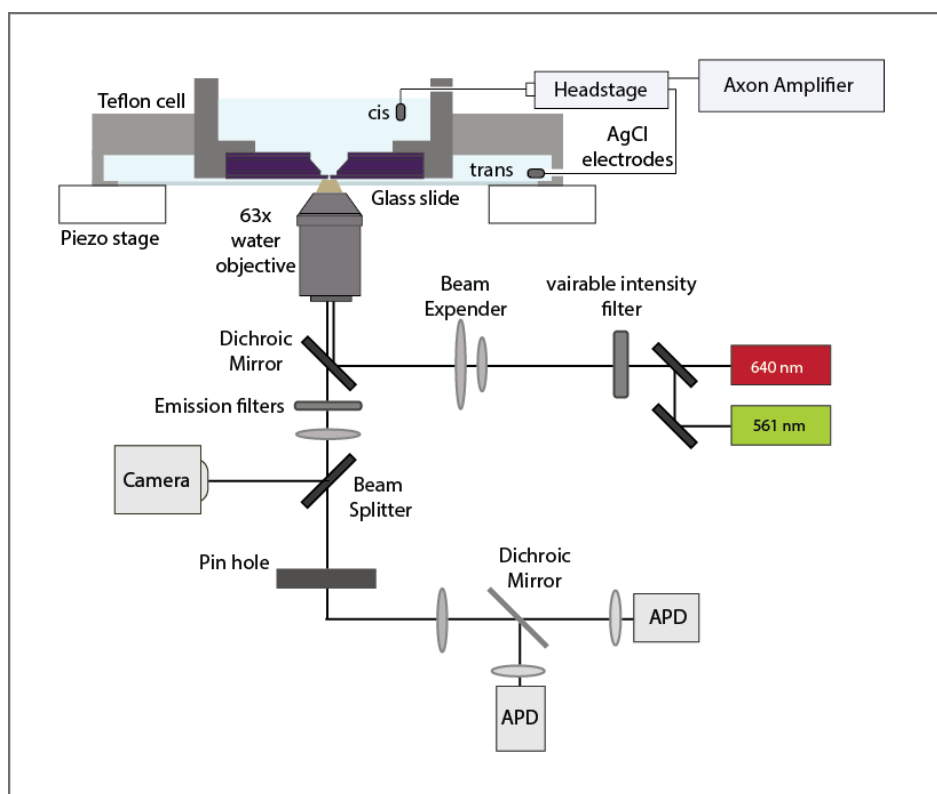 Teflon cell
cis
Headstage
Axon Amplifier
AgCl
electrodes
trans
Glass slide
Piezo stage
63x
water
objective
Beam
Expender
vairable intensity
filter
Dichroic
Mirror
640 nm
561 nm
Emission filters
Camera
Beam
Splitter
Pin hole
Dichroic
Mirror
APD
APD